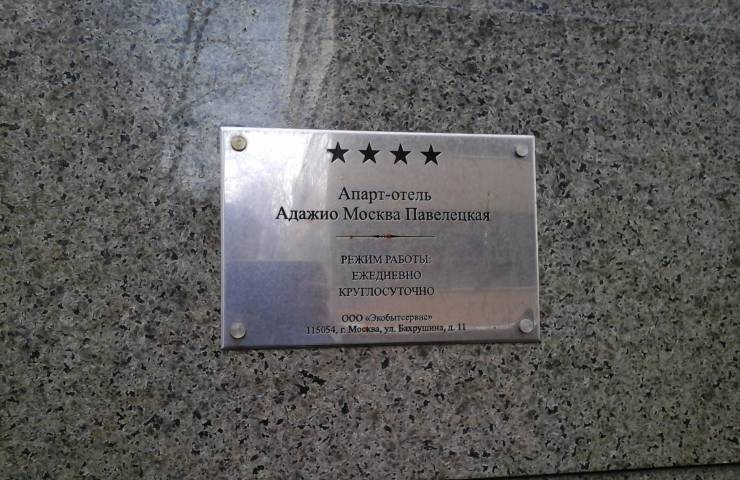 Апарт-отель
Адажио Москва Павелецкая
РЕЖИМ РАБОТЫ:
ЕЖЕДНЕВНО
КРУГЛОСУТОЧНО
ООО «Экобытсервис»
115054, г. Москва, ул. Бахрушина, д. 11